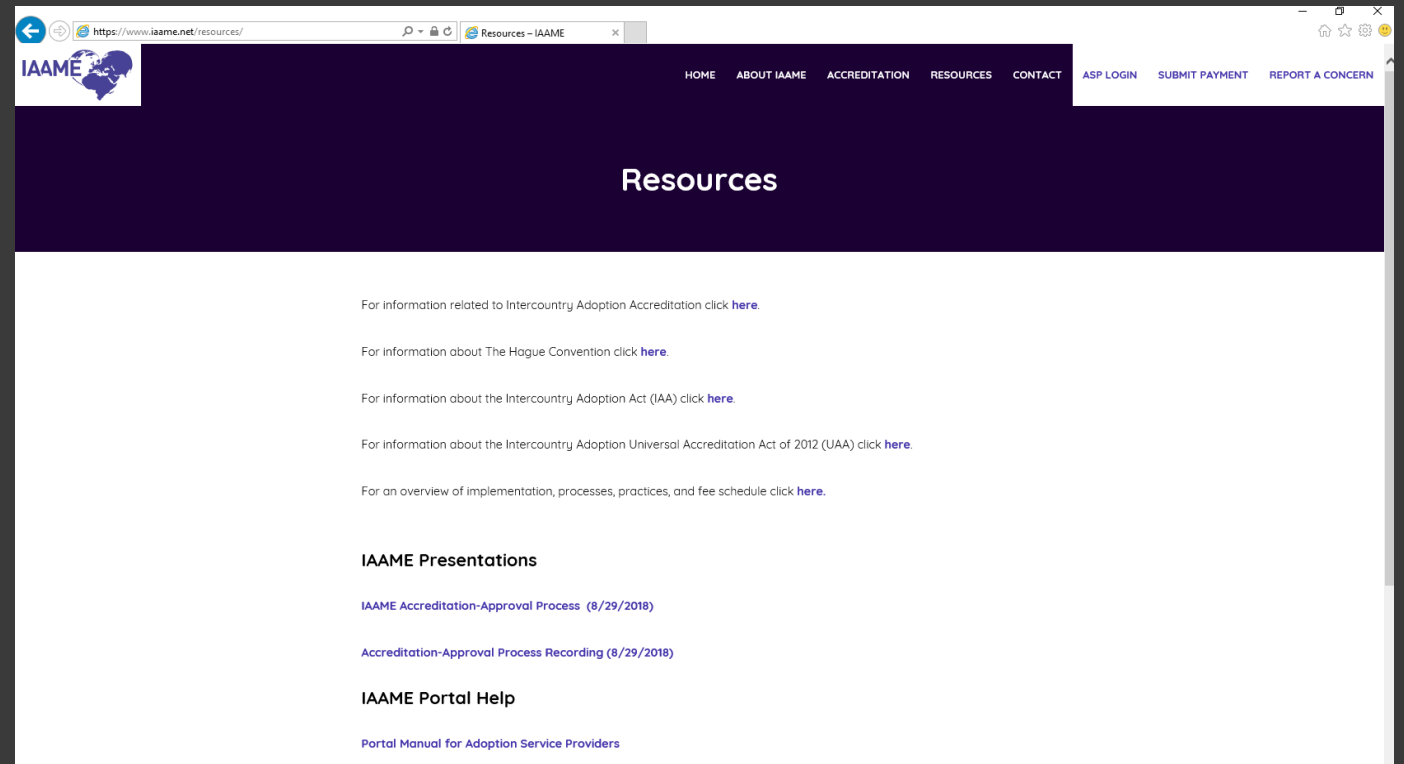 https://www.iaame.net/resources/
Resources – IAAME
IAAME
HOME ABOUT IAAME ACCREDITATION RESOURCES CONTACT ASP LOGIN SUBMIT PAYMENT REPORT A CONCERN
Resources
For information related to Intercountry Adoption Accreditation click here.
For information about The Hague Convention click here.
For information about the Intercountry Adoption Act (IAA) click here.
For information about the Intercountry Adoption Universal Accreditation Act of 2012 (UAA) click here.
For an overview of implementation, processes, practices, and fee schedule click here.
IAAME Presentations
IAAME Accreditation-Approval Process (8/29/2018)
Accreditation-Approval Process Recording (8/29/2018)
IAAME Portal Help
Portal Manual for Adoption Service Providers